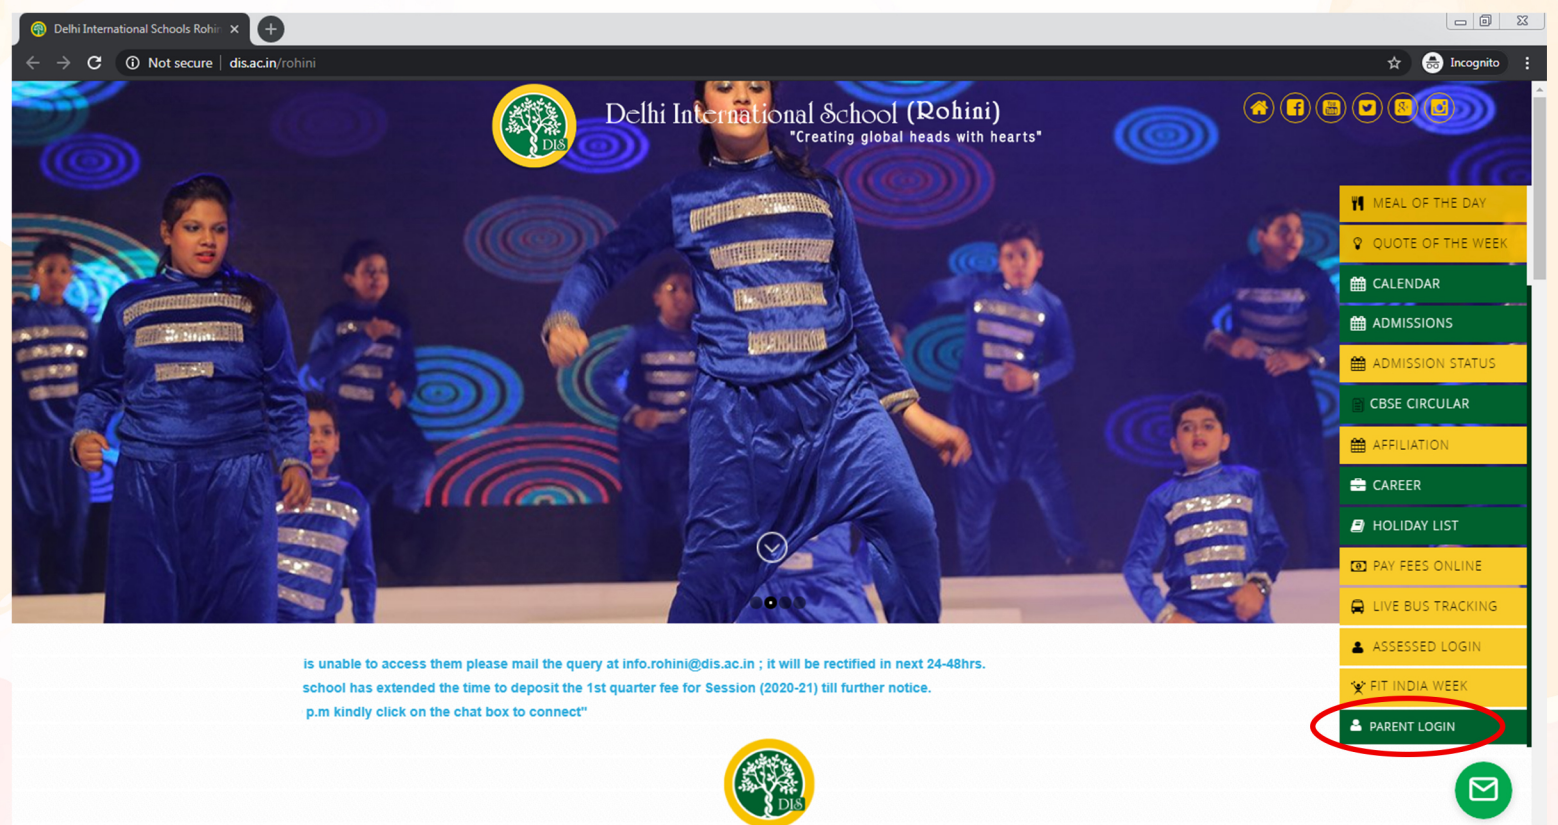 Delhi International Schools Rohin
Not secure | dis.ac.in/rohini
Incognito
Delhi International School (Rohini)
"Creating global heads with hearts"
DIS
MEAL OF THE DAY
QUOTE OF THE WEEK
CALENDAR
ADMISSIONS
ADMISSION STATUS
CBSE CIRCULAR
AFFILIATION
CAREER
HOLIDAY LIST
PAY FEES ONLINE
LIVE BUS TRACKING
ASSESSED LOGIN
FIT INDIA WEEK
PARENT LOGIN
is unable to access them please mail the query at info.rohini@dis.ac.in ; it will be rectified in next 24-48hrs.
school has extended the time to deposit the 1st quarter fee for Session (2020-21) till further notice.
p.m kindly click on the chat box to connect"
DIS